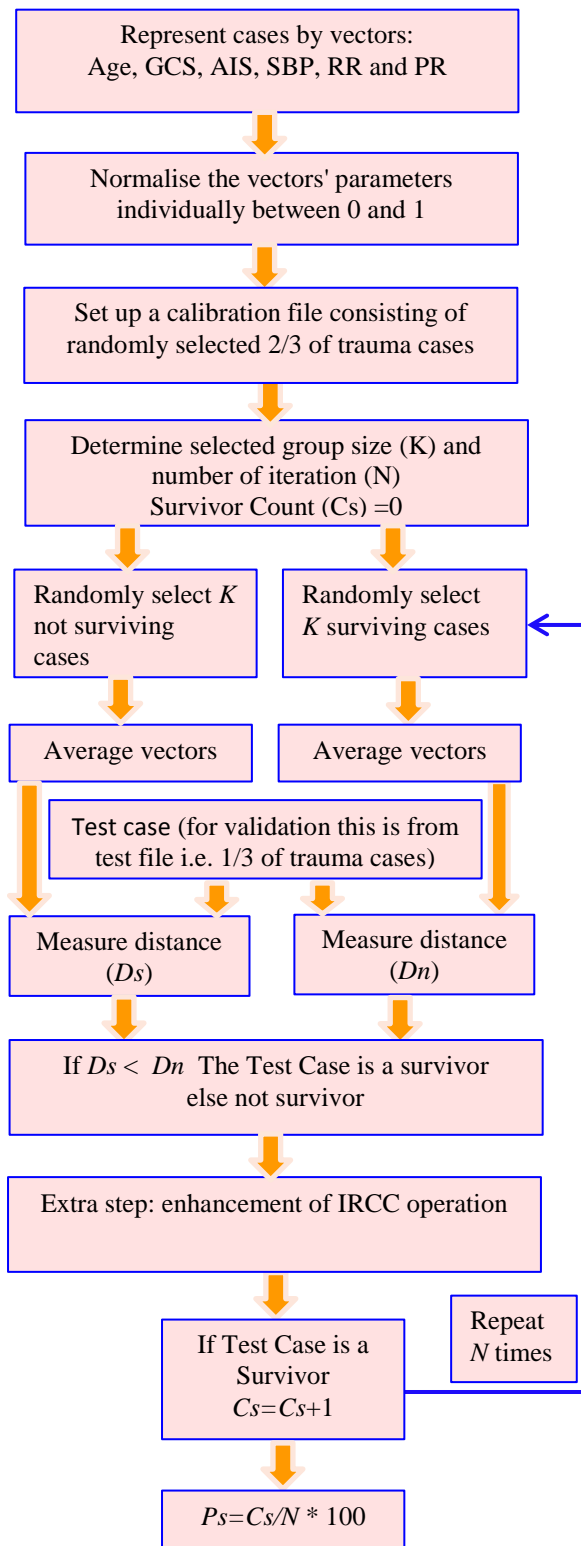 Represent cases by vectors:
Age, GCS, AIS, SBP, RR and PR
Normalise the vectors' parameters
individually between 0 and 1
Set up a calibration file consisting of
randomly selected 2/3 of trauma cases
Determine selected group size (K) and
number of iteration (N)
Survivor Count (Cs) =0
Randomly select K
not surviving
cases
Randomly select
K surviving cases
Average vectors
Average vectors
Test case (for validation this is from
test file i.e. 1/3 of trauma cases)
Measure distance
(Ds)
Measure distance
(Dn)
If Ds < Dn The Test Case is a survivor
else not survivor
Extra step: enhancement of IRCC operation
If Test Case is a
Survivor
Cs=Cs+1
Repeat
N times
Ps=Cs/N * 100